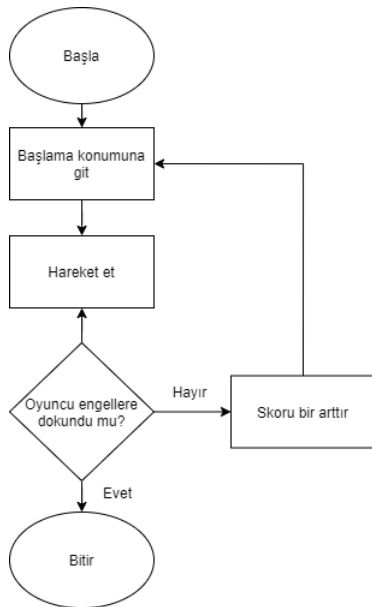 Başla
Başlama konumuna
git
Hareket et
Oyuncu engellere
dokundu mu?
Hayır
Skoru bir arttır
Evet
Bitir